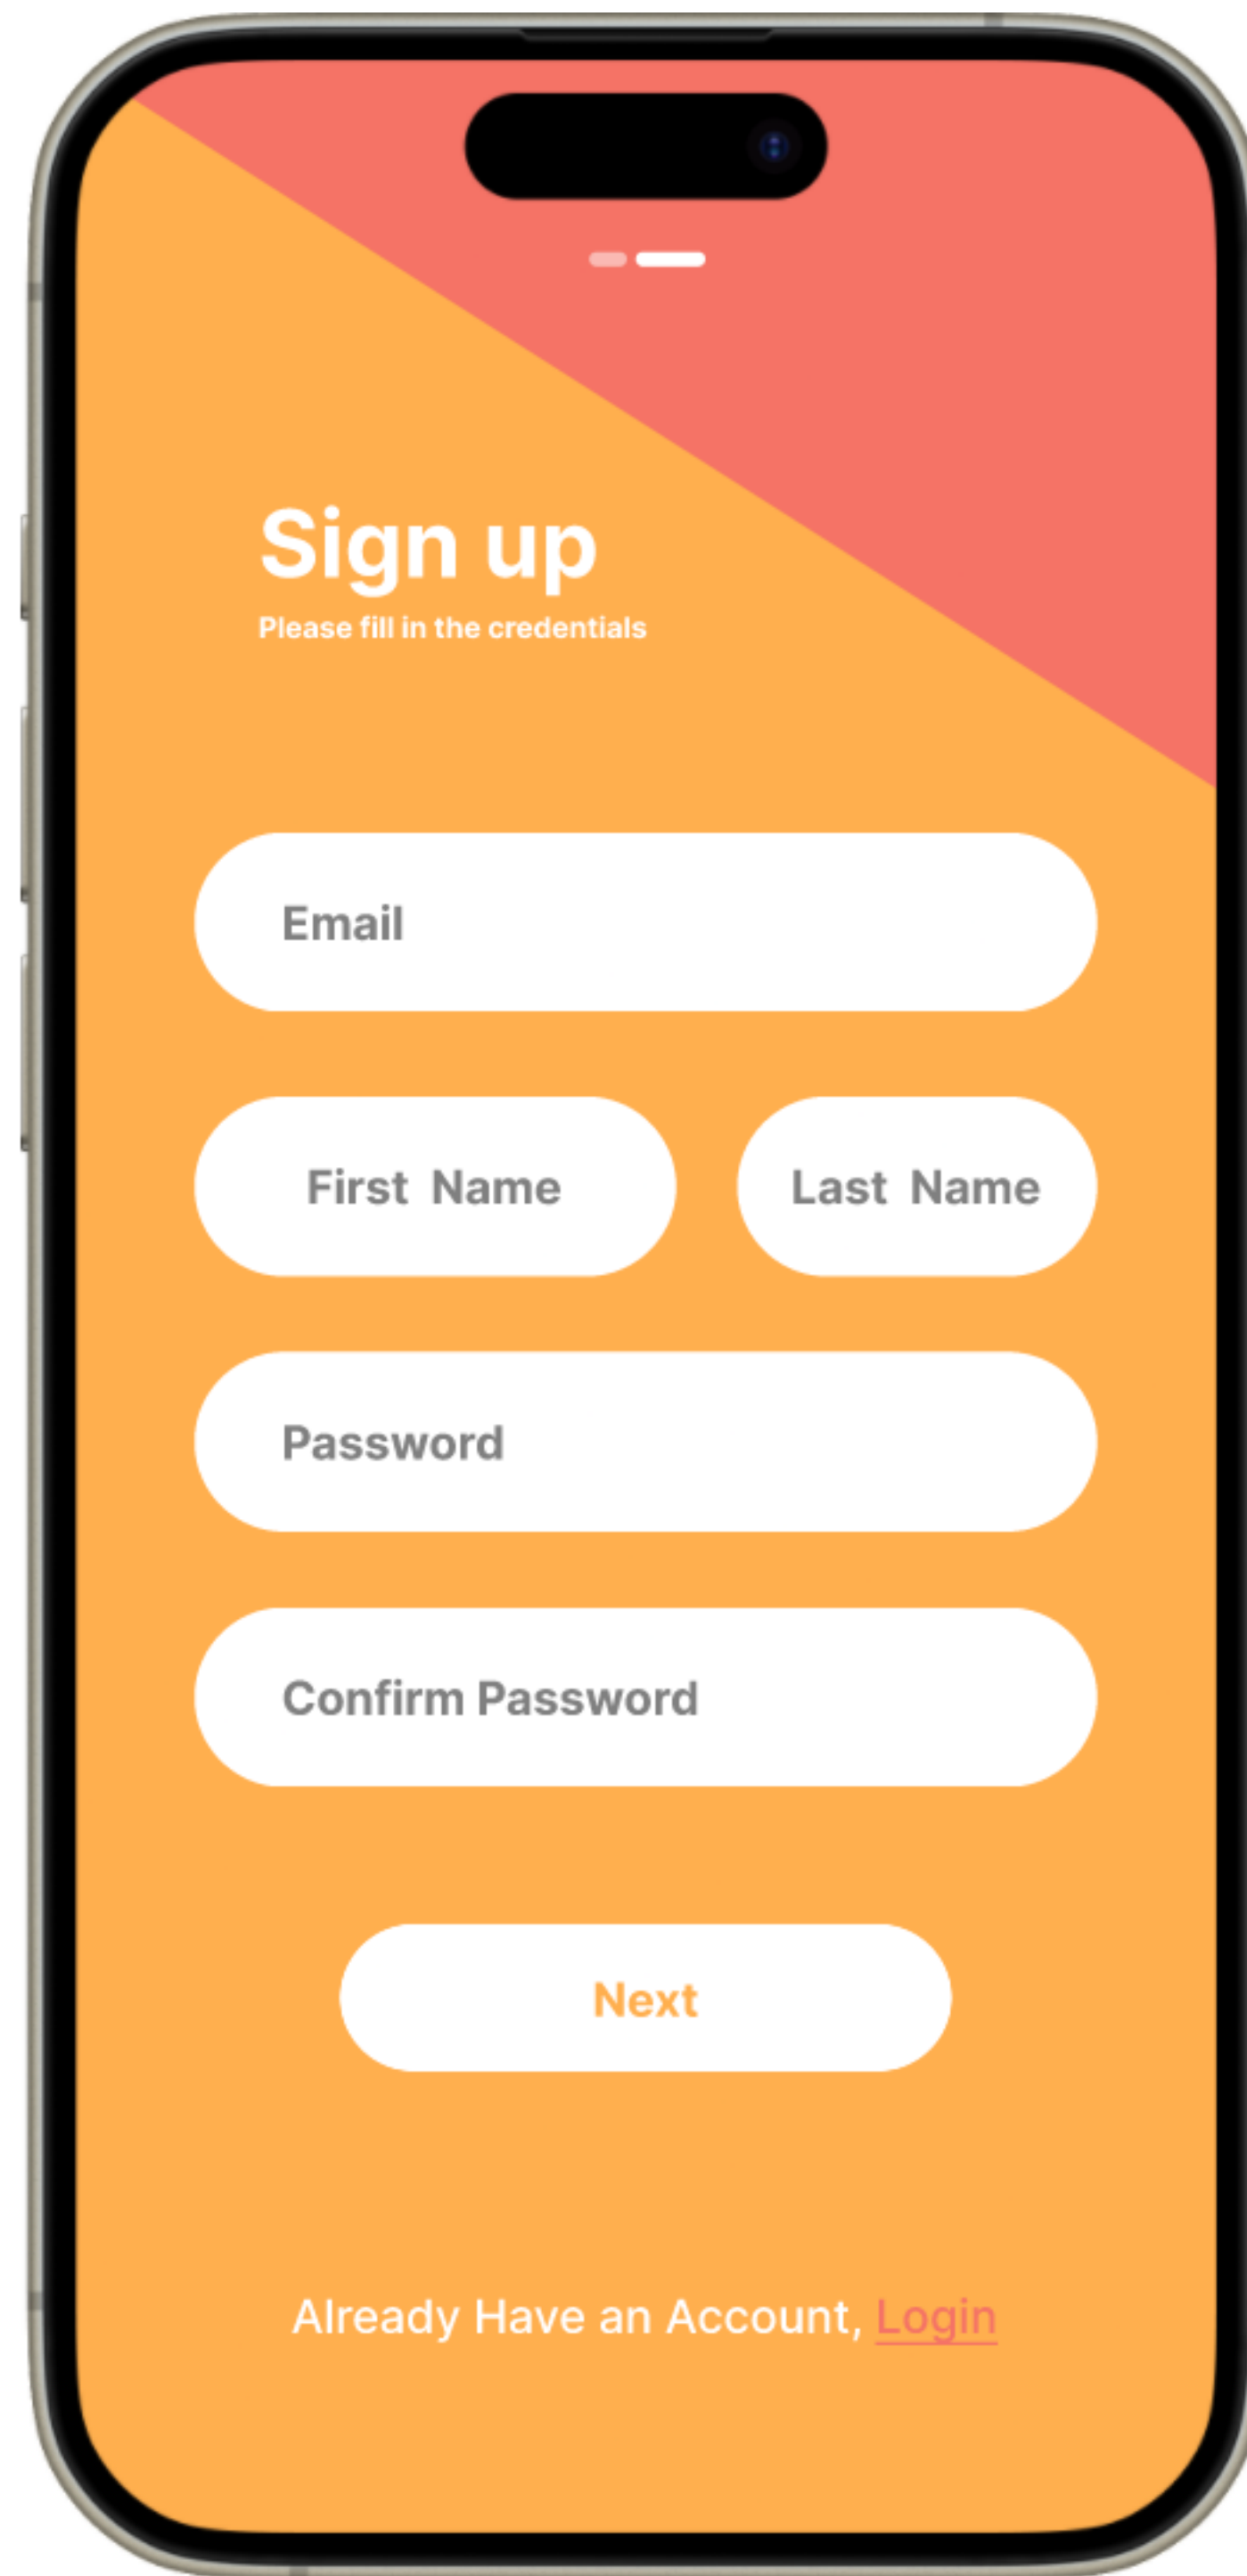 Sign up
Please fill in the credentials
Email
First Name Last Name
Password
Confirm Password
Next
Already Have an Account, Login